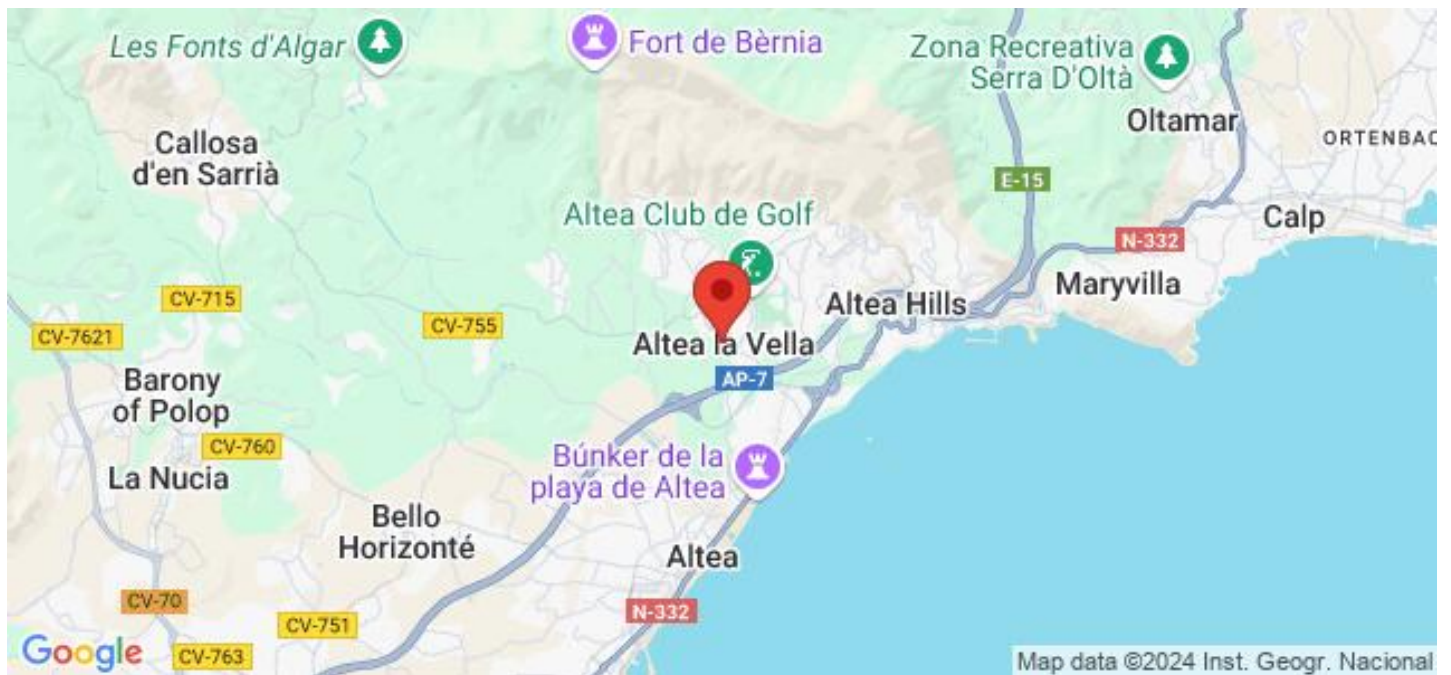 Les Fonts d'Algar
Fort de Bèrnia
Zona Recreativa
Serra D'Oltà
Oltamar
ORTENBAC
Callosa
d'en Sarrià
E-15
Altea Club de Golf
Calp
N-332
Maryvilla
CV-715
Altea Hills
CV-755
CV-7621
Altea la Vella
AP-7
Barony
of Polop
CV-760
Búnker de la
playa de Altea
La Nucia
Bello
Horizonté
Altea
CV-70
N-332
CV-751
Google
CV-763
Map data ©2024 Inst. Geogr. Nacional